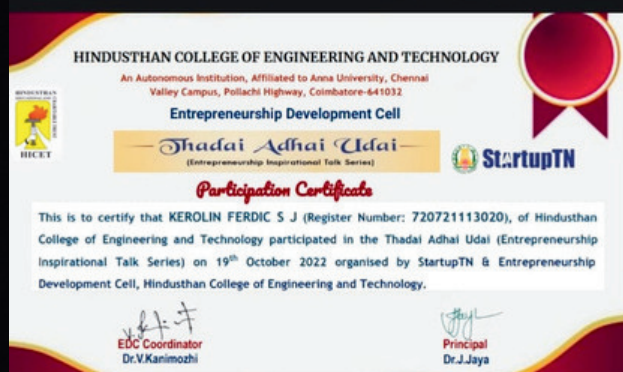 HINDUSTHAN COLLEGE OF ENGINEERING AND TECHNOLOGY
An Autonomous Institution, Affiliated to Anna University, Chennai
Valley Campus, Pollachi Highway, Coimbatore-641032
Entrepreneurship Development Cell
HICET
Thadai Adhai Udai
(Entrepreneurship Inspirational Talk Series)
StartupTN
Participation Certificate
This is to certify that KEROLIN FERDIC S J (Register Number: 720721113020), of Hindusthan
College of Engineering and Technology participated in the Thadai Adhai Udai (Entrepreneurship
Inspirational Talk Series) on 19th October 2022 organised by StartupTN & Entrepreneurship
Development Cell, Hindusthan College of Engineering and Technology.
EDC Coordinator
Dr.V.Kanimozhi
Principal
Dr.J.Jaya